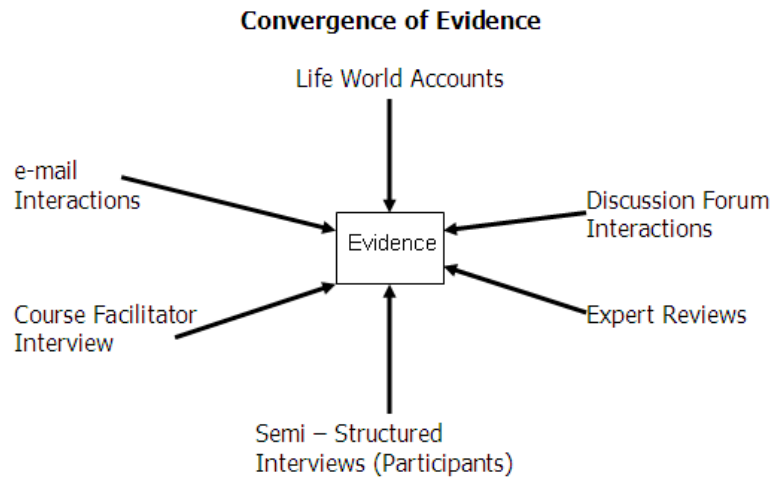 Convergence of Evidence
Life World Accounts
e-mail
Interactions
Discussion Forum
Interactions
Evidence
Course Facilitator
Interview
Expert Reviews
Semi – Structured
Interviews (Participants)